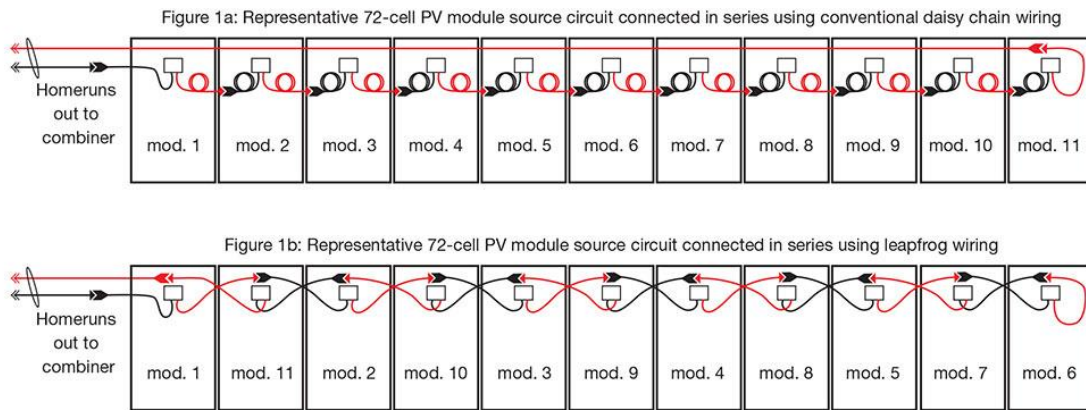 Figure 1a: Representative 72-cell PV module source circuit connected in series using conventional daisy chain wiring
Homeruns
out to
combiner
mod. 1 mod. 2 mod. 3 mod. 4 mod. 5 mod. 6 mod. 7 mod. 8 mod. 9 mod. 10 mod. 11
Figure 1b: Representative 72-cell PV module source circuit connected in series using leapfrog wiring
Homeruns
out to
combiner
mod. 1 mod. 11 mod. 2 mod. 10 mod. 3 mod. 9 mod. 4 mod. 8 mod. 5 mod. 7 mod. 6